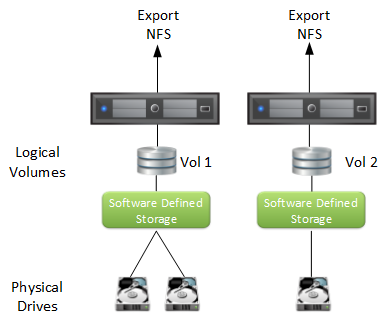 Export
NFS
Export
NFS
Logical
Volumes
Vol 1
Vol 2
Software Defined
Storage
Software Defined
Storage
Physical
Drives